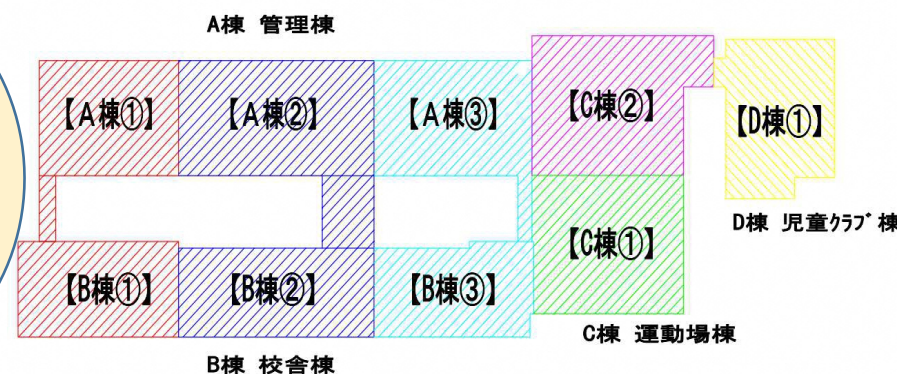 A棟 管理棟
【A棟①】
【A棟②】
【A棟③】
【C棟②】
【D棟①】
D棟 児童クラブ棟
【B棟①】
【B棟②】
【B棟③】
【C棟①】
C棟 運動場棟
B棟 校舎棟